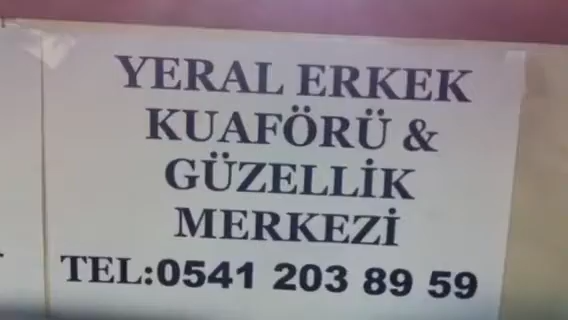 YERAL ERKEK
KUAFÖRÜ &
GÜZELLİK
MERKEZİ
TEL:0541 203 89 59